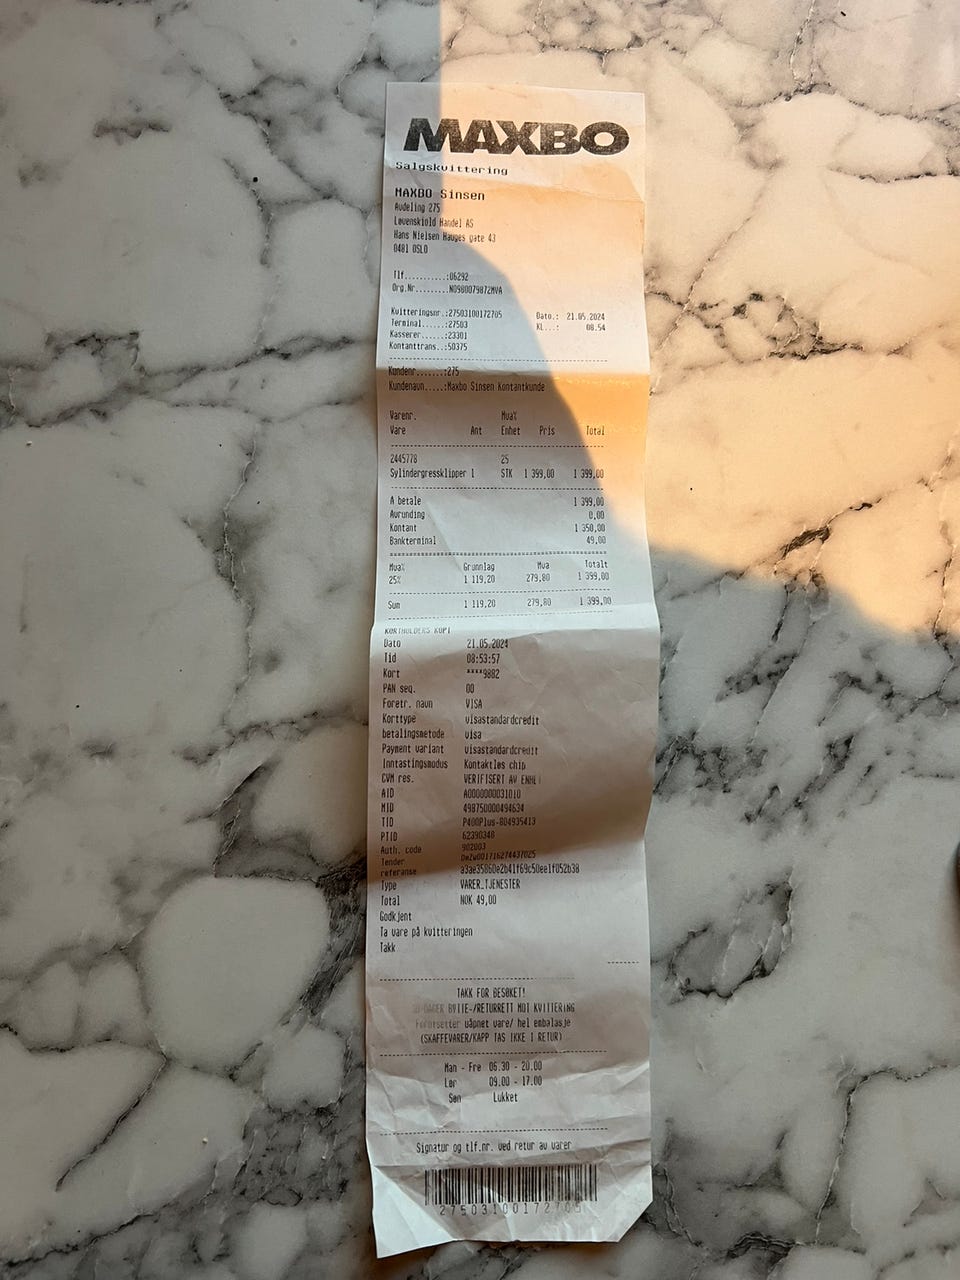 MAXBO
Salgskvittering
MAXBO Sinsen
Avdeling 275
Løvenskiold Handel AS
Hans Nielsen Hauges gate 43
0481 OSLO
Tlf...........:06292
Org.Nr........:NO980079872MVA
Kvitteringsnr.:27503100172705 Dato.: 21.05.2024
Terminal......:27503 KL...: 08.54
Kasserer......:23301
Kontanttrans..:50375
Kundenr.......:275
Kundenavn.....:Maxbo Sinsen Kontantkunde
Varenr. Mva%
Vare Ant Enhet Pris Total
2445778 25
Sylindergressklipper 1 STK 1 399,00 1 399,00
Å betale 1 399,00
Avrunding 0,00
Kontant 1 350,00
Bankterminal 49,00
Mva% Grunnlag Mva Totalt
25% 1 119,20 279,80 1 399,00
Sum 1 119,20 279,80 1 399,00
KORTHOLDERS KOPI
Dato 21.05.2024
Tid 08:53:57
Kort ****9882
PAN seq. 00
Foretr. navn VISA
Korttype visastandardcredit
betalingsmetode visa
Payment variant visastandardcredit
Inntastingsmodus Kontaktløs chip
CVM res. VERIFISERT AV ENHE
AID A0000000031010
MID 498750000494634
TID P400Plus-804935413
PTID 62390348
Auth. code 902003
Tender
referanse
Type VARER_TJENESTER
Total NOK 49,00
Godkjent
Ta vare på kvitteringen
Takk
TAKK FOR BESØKET!
DAGER BYTTE-/RETURRETT MOT KVITTERING
Forutsetter uåpnet vare/ hel embalasje
(SKAFFEVARER/KAPP TAS IKKE I RETUR)
Man - Fre 06.30 - 20.00
Lør 09.00 - 17.00
Søn Lukket
Signatur og tlf.nr. ved retur av varer
27503100172705